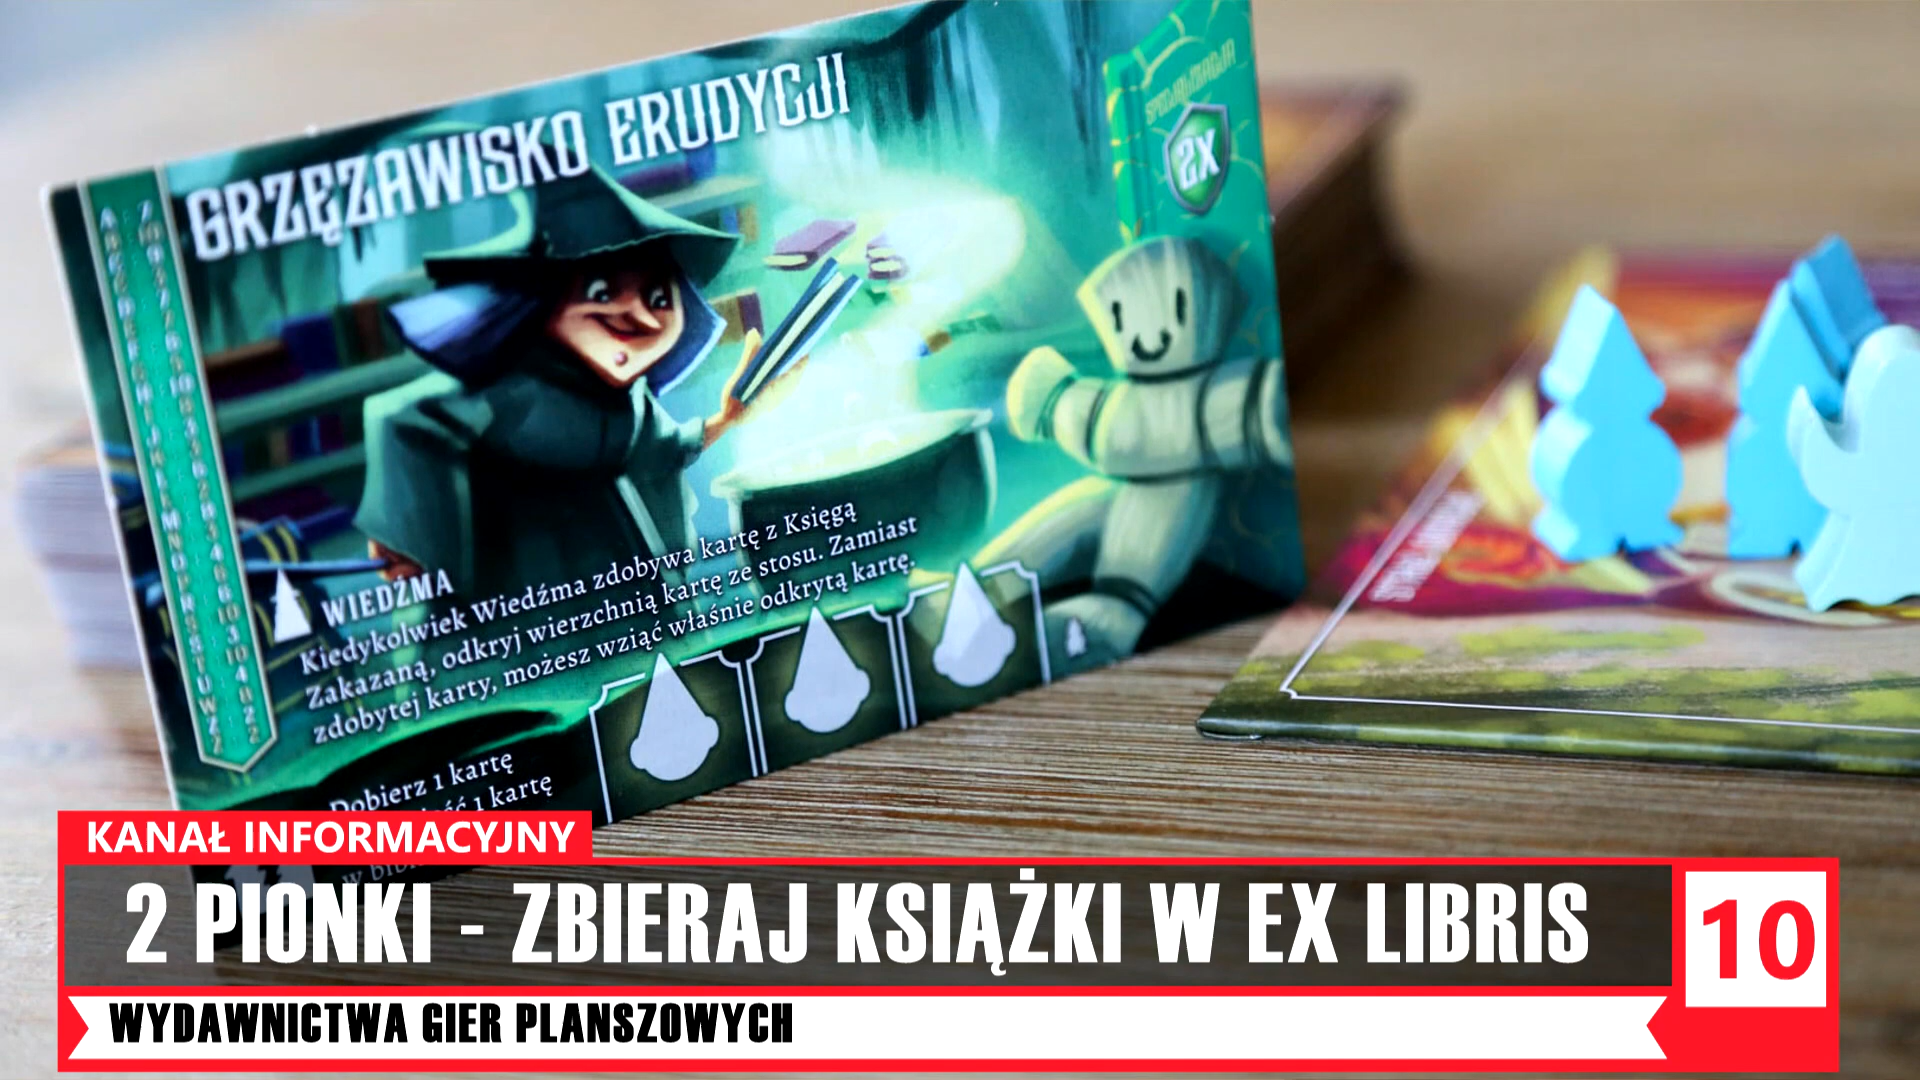 GRZĘZAWISKO ERUDYCJI
2X
WIEDŹMA
Kiedykolwiek Wiedźma zdobywa kartę z Księgą
Zakazaną, odkryj wierzchnią kartę ze stosu. Zamiast
zdobytej karty, możesz wziąć właśnie odkrytą kartę.
Dobierz 1 kartę
1 kartę
KANAŁ INFORMACYJNY
2 PIONKI - ZBIERAJ KSIĄŻKI W EX LIBRIS
10
WYDAWNICTWA GIER PLANSZOWYCH